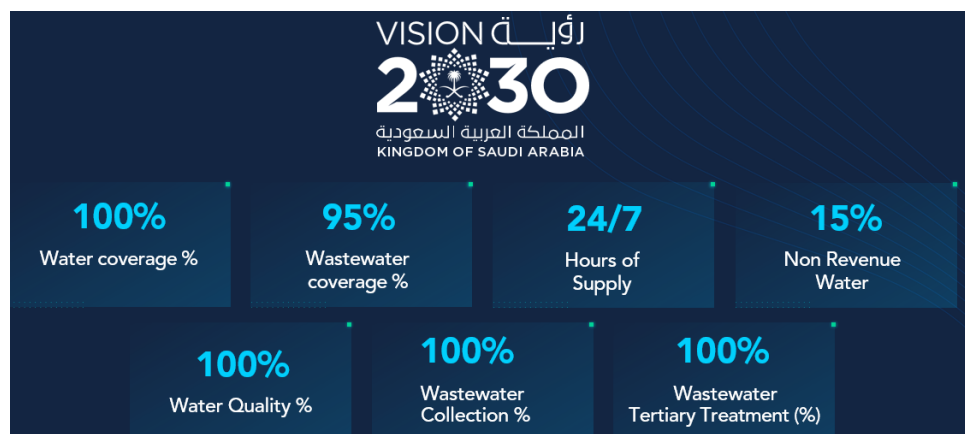 VISION رؤيـــة
2030
المملكة العربية السعودية
KINGDOM OF SAUDI ARABIA
100%
Water coverage %
95%
Wastewater
coverage %
24/7
Hours of
Supply
15%
Non Revenue
Water
100%
Water Quality %
100%
Wastewater
Collection %
100%
Wastewater
Tertiary Treatment (%)